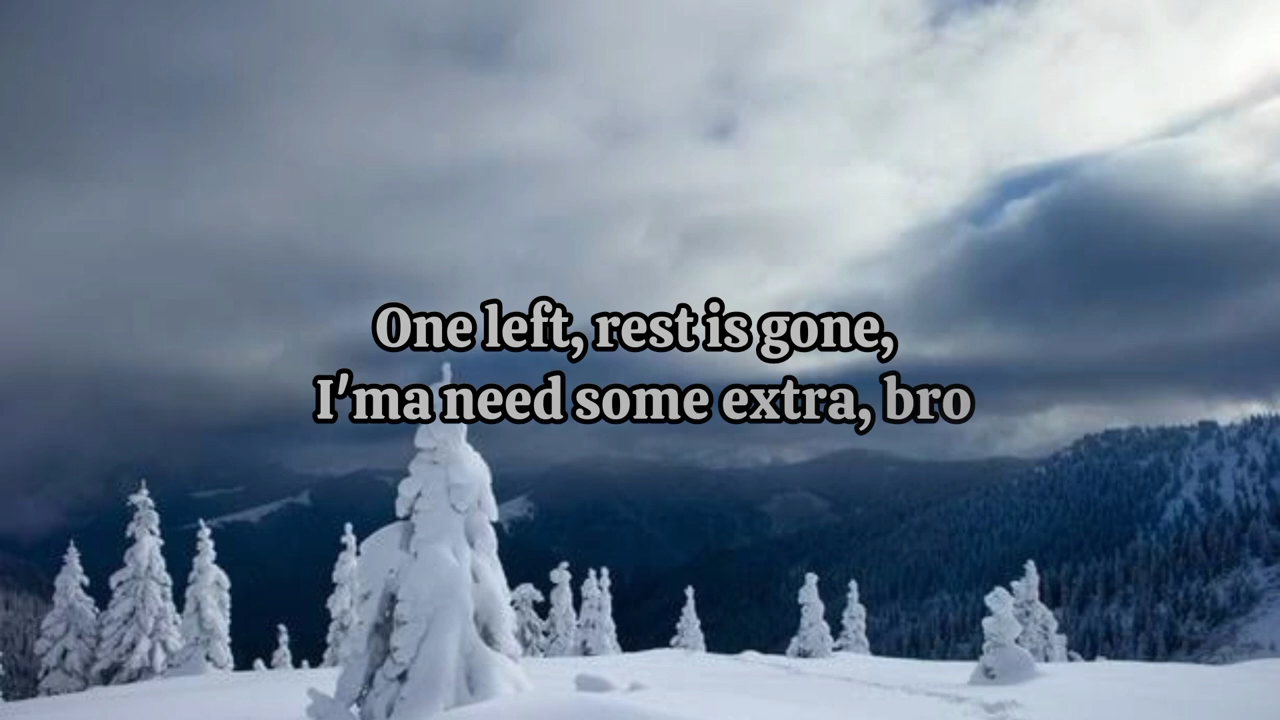 One left, rest is gone,
I'ma need some extra, bro